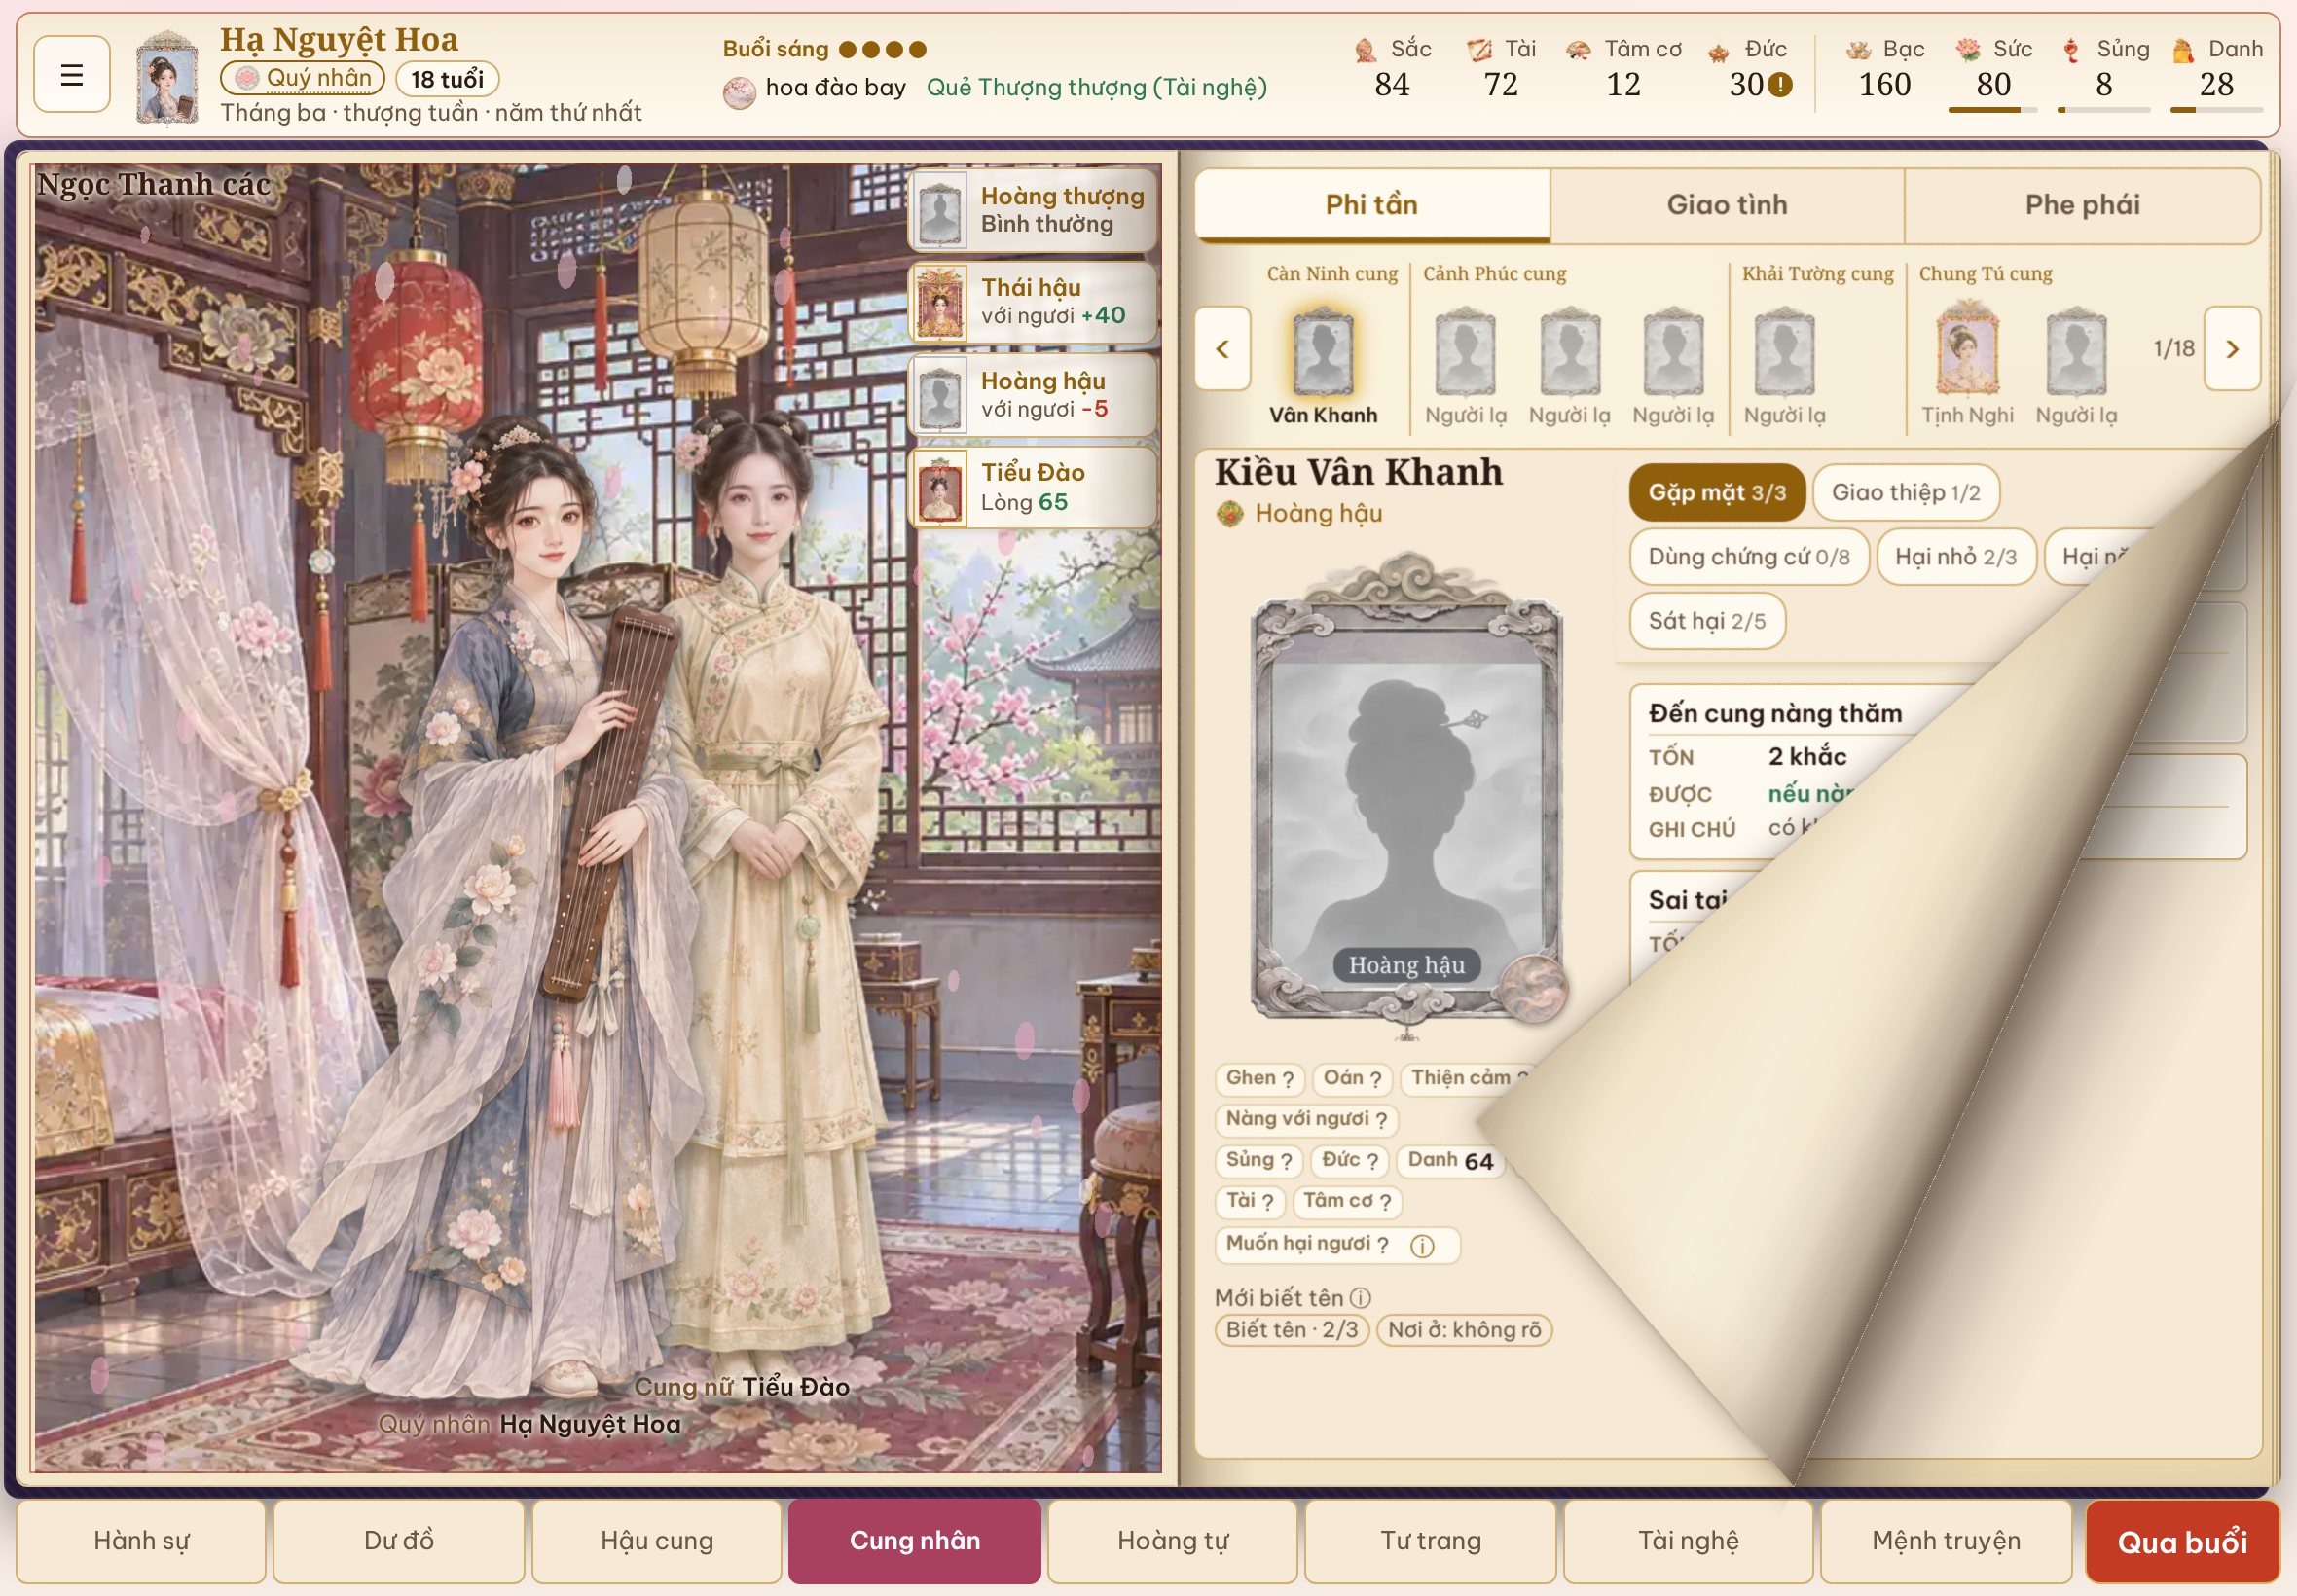 ☰
Hạ Nguyệt Hoa
Quý nhân
18 tuổi
Tháng ba · thượng tuần · năm thứ nhất
Buổi sáng
hoa đào bay
Quẻ Thượng thượng (Tài nghệ)
Sắc
84
Tài
72
Tâm cơ
12
Đức
30 !
Bạc
160
Sức
80
Sủng
8
Danh
28
Ngọc Thanh các
Hoàng thượng
Bình thường
Thái hậu
với ngươi +40
Hoàng hậu
với ngươi -5
Tiểu Đào
Lòng 65
Cung nữ Tiểu Đào
Quý nhân Hạ Nguyệt Hoa
Phi tần
Giao tình
Phe phái
Càn Ninh cung
Cảnh Phúc cung
Khải Tường cung
Chung Tú cung
Vân Khanh
Người lạ
Người lạ
Người lạ
Người lạ
Tịnh Nghi
Người lạ
1/18
Kiều Vân Khanh
Hoàng hậu
Hoàng hậu
Ghen ?
Oán ?
Thiện cảm ?
Nàng với ngươi ?
Sủng ?
Đức ?
Danh 64
Tài ?
Tâm cơ ?
Muốn hại ngươi ?
Mới biết tên
Biết tên · 2/3
Nơi ở: không rõ
Gặp mặt 3/3
Giao thiệp 1/2
Dùng chứng cứ 0/8
Hại nhỏ 2/3
Hại
Sát hại 2/5
Đến cung nàng thăm
TỐN 2 khắc
ĐƯỢC nếu
GHI CHÚ có
Sai
Hành sự
Dư đồ
Hậu cung
Cung nhân
Hoàng tự
Tư trang
Tài nghệ
Mệnh truyện
Qua buổi